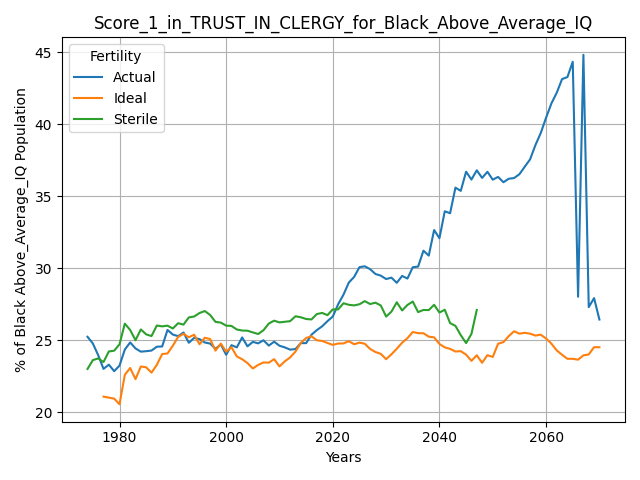 Score_1_in_TRUST_IN_CLERGY_for_Black_Above_Average_IQ
% of Black Above_Average_IQ Population
45
40
35
30
25
20
Fertility
Actual
Ideal
Sterile
1980
2000
2020
2040
2060
Years